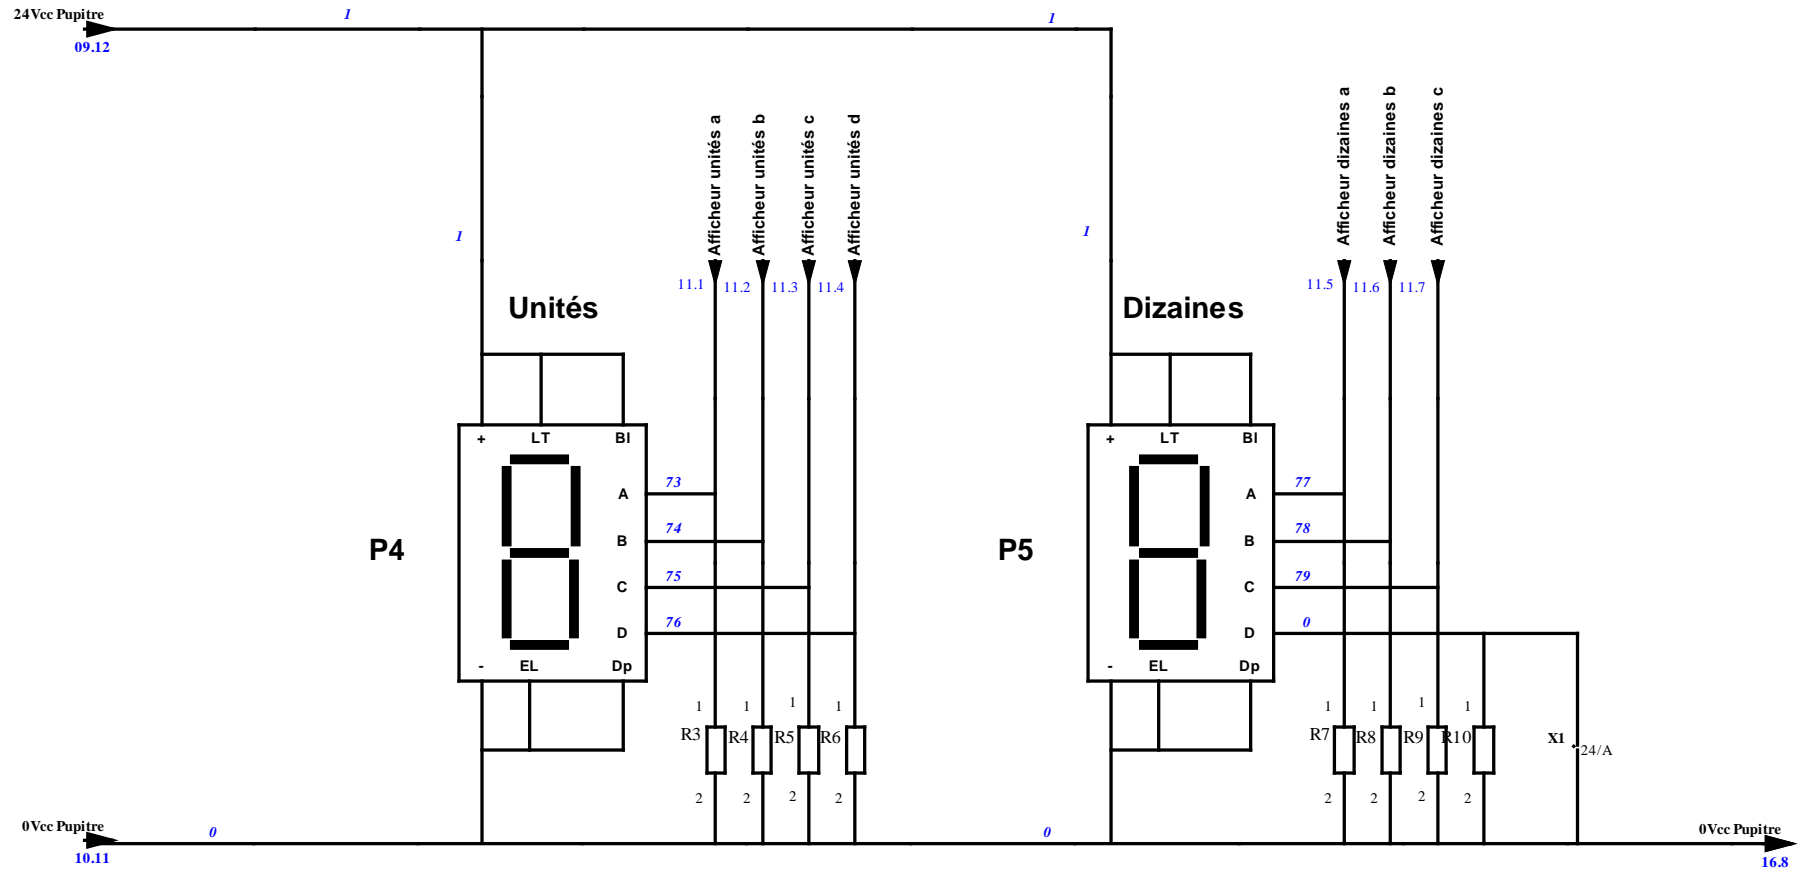 24Vcc Pupitre
09.12
1
1
1
1
Afficheur unités a
Afficheur unités b
Afficheur unités c
Afficheur unités d
11.1
11.2
11.3
11.4
Afficheur dizaines a
Afficheur dizaines b
Afficheur dizaines c
11.5
11.6
11.7
Unités
Dizaines
P4
+ LT BI
A
B
C
D
- EL Dp
73
74
75
76
P5
+ LT BI
A
B
C
D
- EL Dp
77
78
79
0
1 1 1 1
R3 R4 R5 R6
2 2 2 2
1 1 1 1
R7 R8 R9 R10
2 2 2 2
X1
24/A
0Vcc Pupitre
10.11
0
0
0Vcc Pupitre
16.8